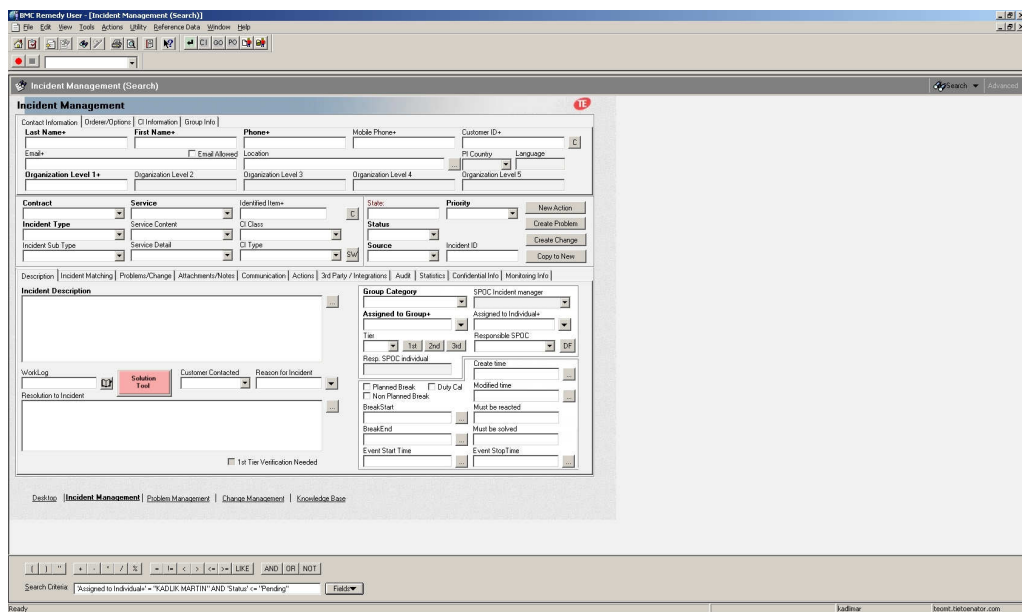 BMC Remedy User - [Incident Management (Search)]
File Edit View Tools Actions Utility Reference Data Window Help
CI GO PO
Incident Management (Search) Search Advanced
Incident Management TE
Contact Information Orderer/Options CI Information Group Info
Last Name+ First Name+ Phone+ Mobile Phone+ Customer ID+
C
Email+ Email Allowed Location PI Country Language
...
Organization Level 1+ Organization Level 2 Organization Level 3 Organization Level 4 Organization Level 5
Contract Service Identified Item+ State: Priority New Action
C
Incident Type Service Content CI Class Status Create Problem
Incident Sub Type Service Detail CI Type Source Incident ID Create Change
SW Copy to New
Description Incident Matching Problems/Change Attachments/Notes Communication Actions 3rd Party / Integrations Audit Statistics Confidential Info Monitoring Info
Incident Description Group Category SPOC Incident manager
...
Assigned to Group+ Assigned to Individual+
Tier Responsible SPOC
1st 2nd 3rd DF
Resp. SPOC individual Create time
...
WorkLog Solution Tool Customer Contacted Reason for Incident
Planned Break Duty Cal Modified time
Non Planned Break ...
Resolution to Incident BreakStart Must be reacted
... ...
BreakEnd Must be solved
...
Event Start Time Event StopTime
... ...
1st Tier Verification Needed
Desktop | Incident Management | Problem Management | Change Management | Knowledge Base
( ) " + - * / % = != < > <= >= LIKE AND OR NOT
Search Criteria: 'Assigned to Individual+' = "KADLIK MARTIN" AND 'Status' <= "Pending" Fields
Ready kadlimar teomt.tietoenator.com